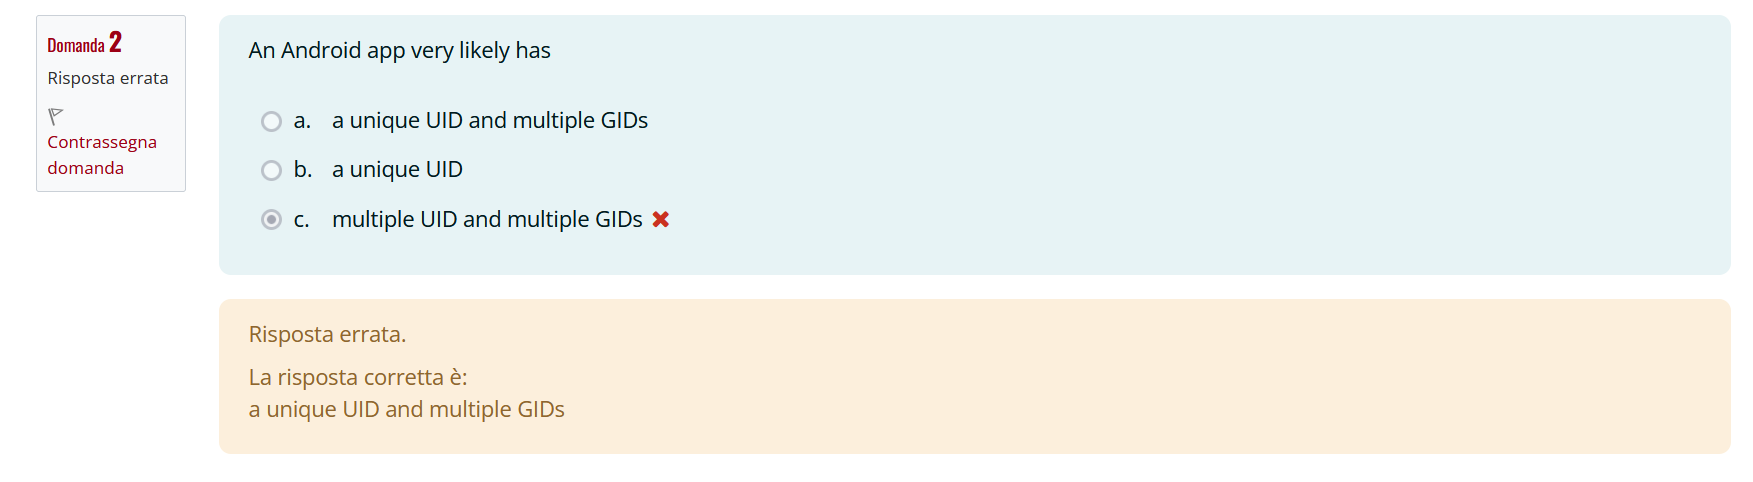 Domanda 2
Risposta errata
Contrassegna
domanda
An Android app very likely has
a. a unique UID and multiple GIDs
b. a unique UID
c. multiple UID and multiple GIDs
Risposta errata.
La risposta corretta è:
a unique UID and multiple GIDs